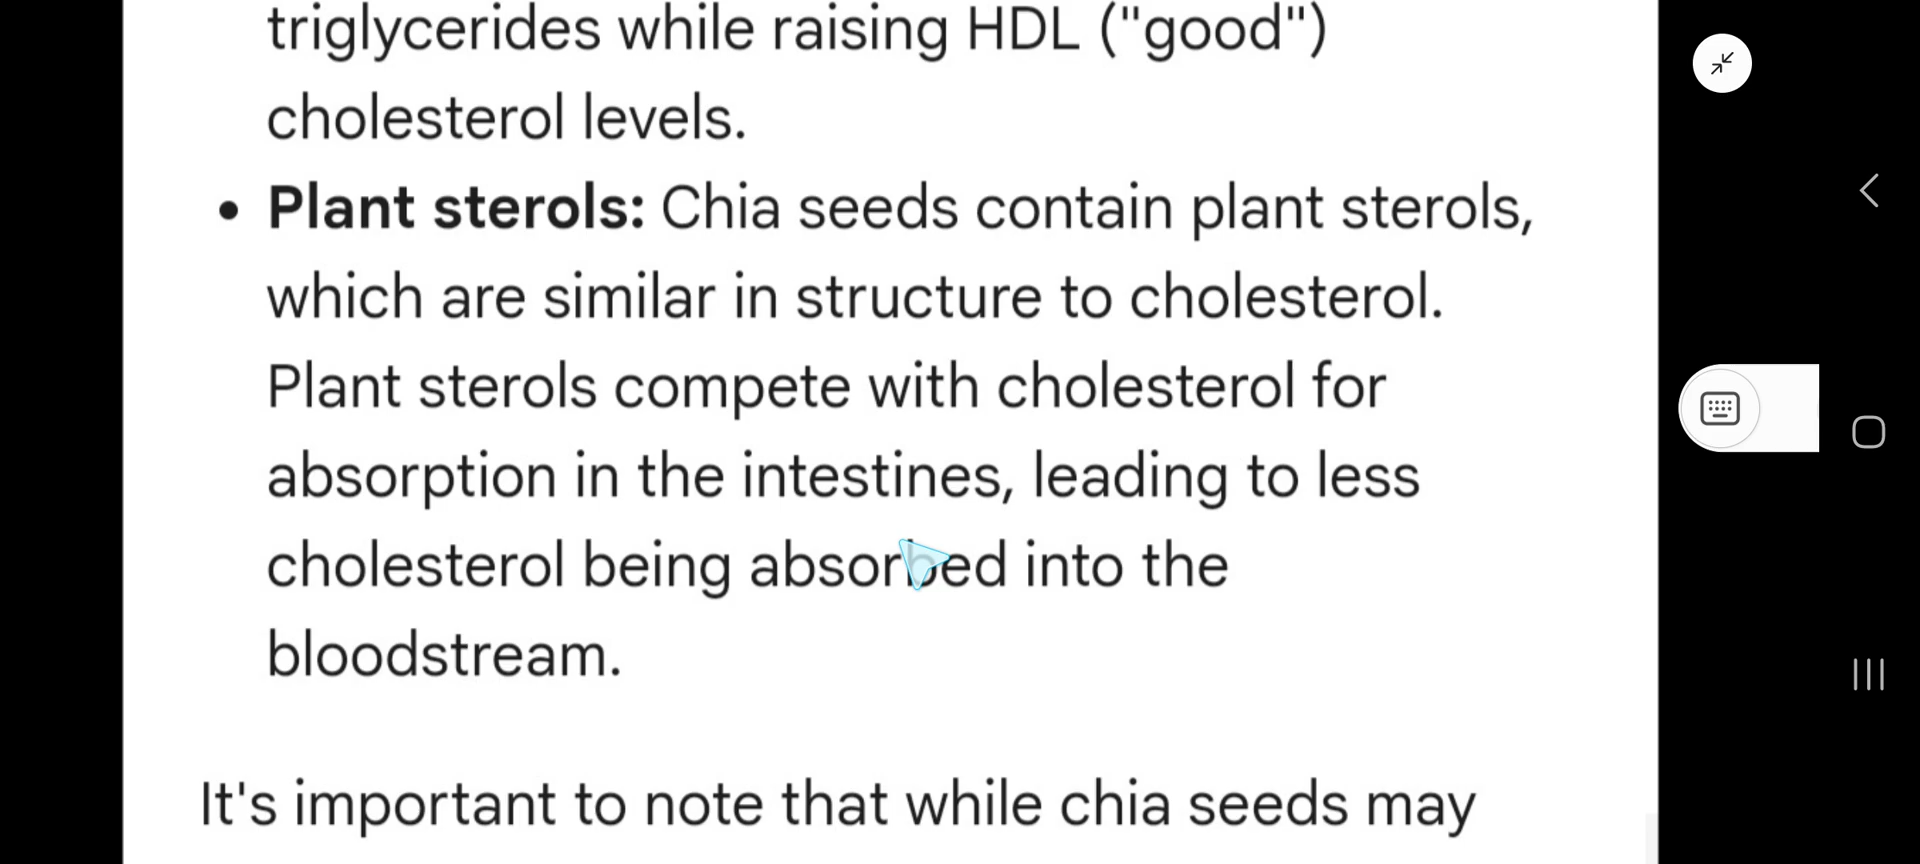 triglycerides while raising HDL ("good")
cholesterol levels.
• Plant sterols: Chia seeds contain plant sterols,
which are similar in structure to cholesterol.
Plant sterols compete with cholesterol for
absorption in the intestines, leading to less
cholesterol being absorbed into the
bloodstream.
It's important to note that while chia seeds may